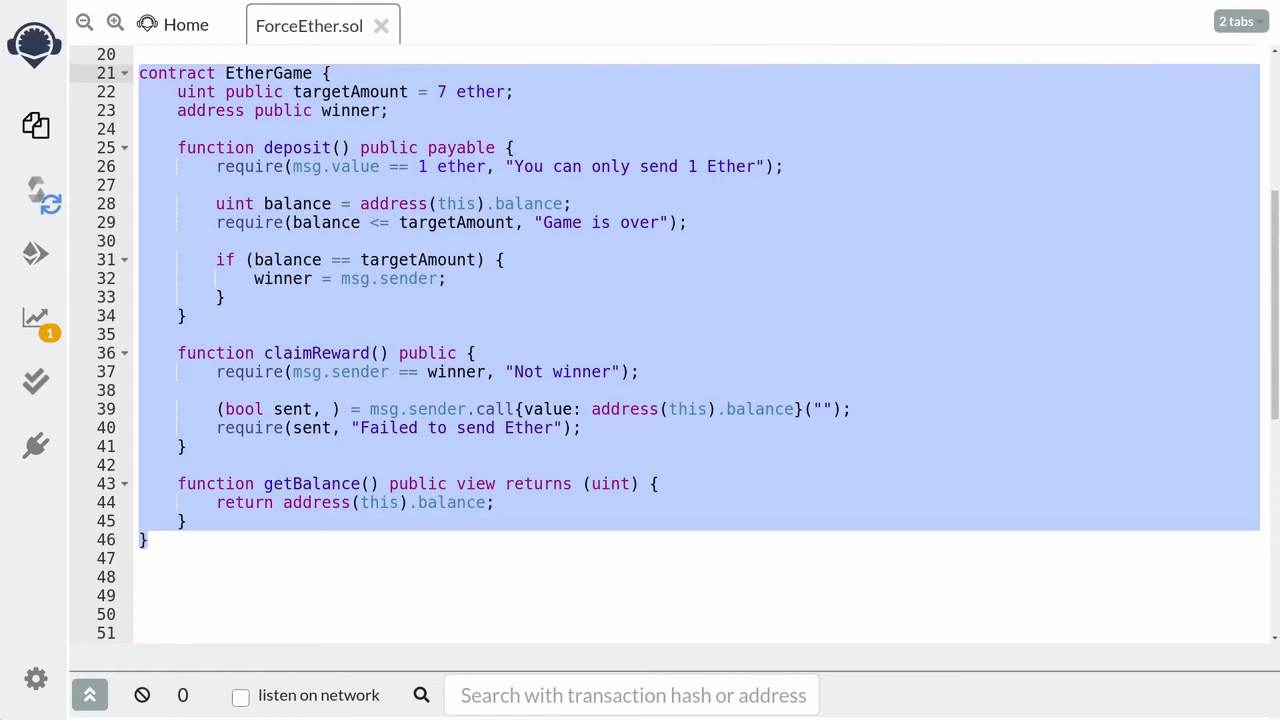 Home
ForceEther.sol
2 tabs
20
21 contract EtherGame {
22     uint public targetAmount = 7 ether;
23     address public winner;
24
25     function deposit() public payable {
26         require(msg.value == 1 ether, "You can only send 1 Ether");
27
28         uint balance = address(this).balance;
29         require(balance <= targetAmount, "Game is over");
30
31         if (balance == targetAmount) {
32             winner = msg.sender;
33         }
34     }
35
36     function claimReward() public {
37         require(msg.sender == winner, "Not winner");
38
39         (bool sent, ) = msg.sender.call{value: address(this).balance}("");
40         require(sent, "Failed to send Ether");
41     }
42
43     function getBalance() public view returns (uint) {
44         return address(this).balance;
45     }
46 }
47
48
49
50
51
1
0
listen on network
Search with transaction hash or address